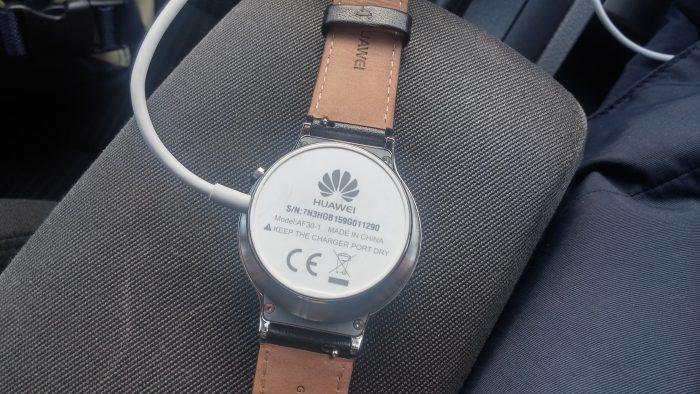 HUAWEI
HUAWEI
S/N:7N3HGB159G011290
Model:AF30-1 MADE IN CHINA
KEEP THE CHARGER PORT DRY
CE
G